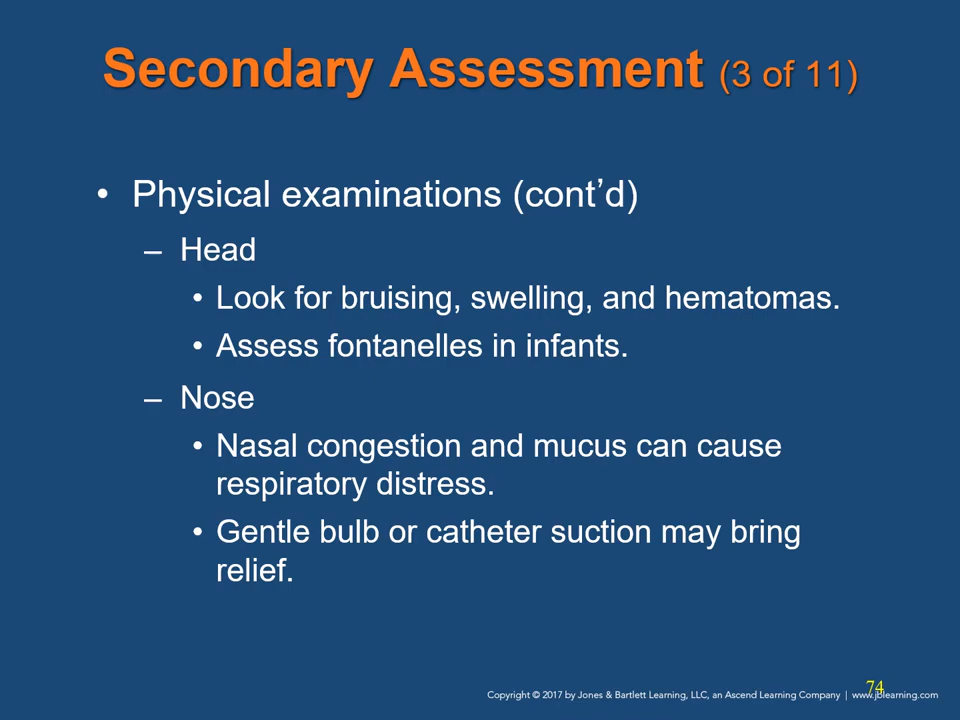 Secondary Assessment (3 of 11)
• Physical examinations (cont’d)
– Head
• Look for bruising, swelling, and hematomas.
• Assess fontanelles in infants.
– Nose
• Nasal congestion and mucus can cause
respiratory distress.
• Gentle bulb or catheter suction may bring
relief.
74
Copyright © 2017 by Jones & Bartlett Learning, LLC, an Ascend Learning Company | www.jblearning.com